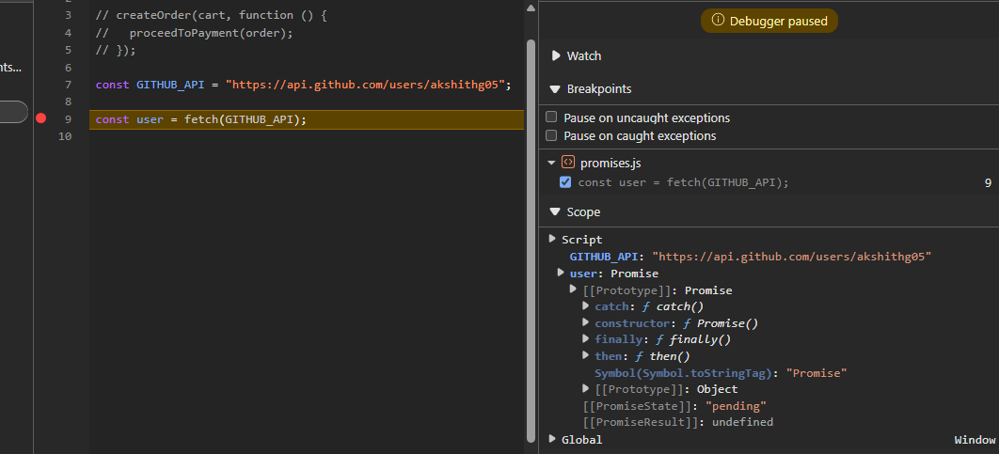 3 // createOrder(cart, function () {
4 //   proceedToPayment(order);
5 // });
6
nts...
7 const GITHUB_API = "https://api.github.com/users/akshithg05";
8
9 const user = fetch(GITHUB_API);
10
Debugger paused
Watch
Breakpoints
Pause on uncaught exceptions
Pause on caught exceptions
promises.js
const user = fetch(GITHUB_API); 9
Scope
Script
GITHUB_API: "https://api.github.com/users/akshithg05"
user: Promise
[[Prototype]]: Promise
catch: ƒ catch()
constructor: ƒ Promise()
finally: ƒ finally()
then: ƒ then()
Symbol(Symbol.toStringTag): "Promise"
[[Prototype]]: Object
[[PromiseState]]: "pending"
[[PromiseResult]]: undefined
Global Window